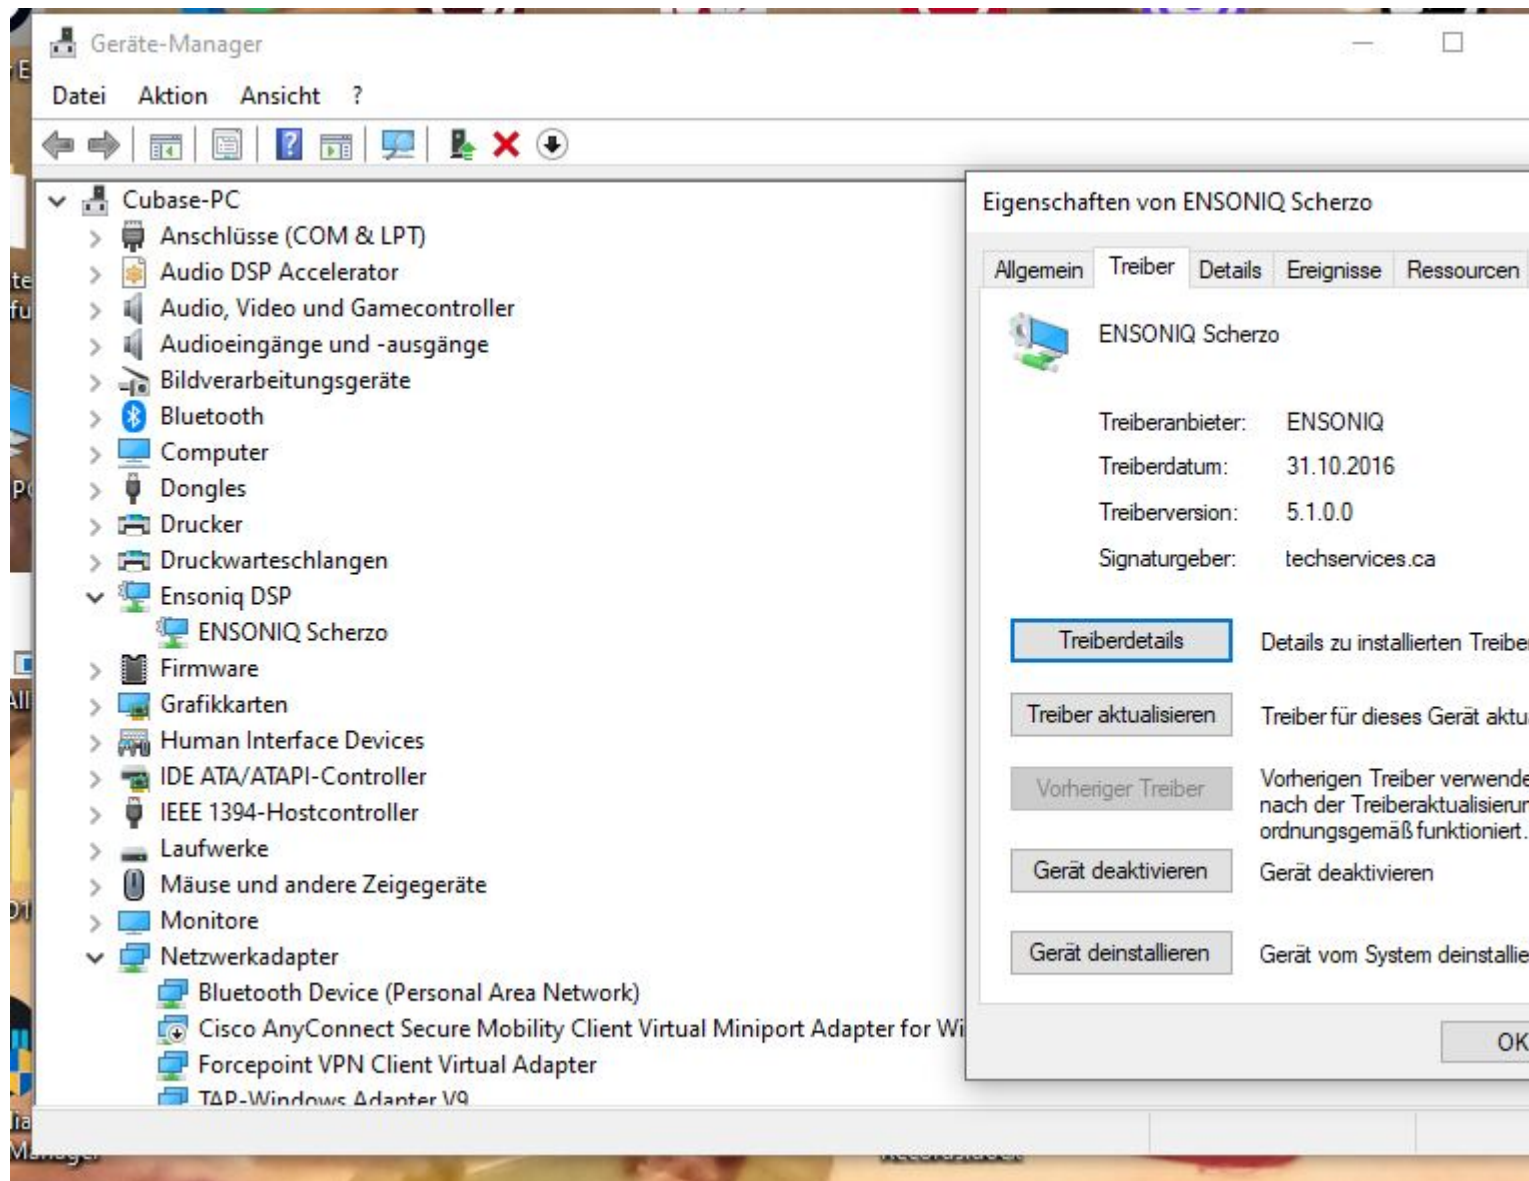 Geräte-Manager
Datei Aktion Ansicht ?
Cubase-PC
Anschlüsse (COM & LPT)
Audio DSP Accelerator
Audio, Video und Gamecontroller
Audioeingänge und -ausgänge
Bildverarbeitungsgeräte
Bluetooth
Computer
Dongles
Drucker
Druckwarteschlangen
Ensoniq DSP
ENSONIQ Scherzo
Firmware
Grafikkarten
Human Interface Devices
IDE ATA/ATAPI-Controller
IEEE 1394-Hostcontroller
Laufwerke
Mäuse und andere Zeigegeräte
Monitore
Netzwerkadapter
Bluetooth Device (Personal Area Network)
Cisco AnyConnect Secure Mobility Client Virtual Miniport Adapter for Wi
Forcepoint VPN Client Virtual Adapter
TAP-Windows Adapter V9
Eigenschaften von ENSONIQ Scherzo
Allgemein Treiber Details Ereignisse Ressourcen
ENSONIQ Scherzo
Treiberanbieter: ENSONIQ
Treiberdatum: 31.10.2016
Treiberversion: 5.1.0.0
Signaturgeber: techservices.ca
Treiberdetails Details zu installierten Treiber
Treiber aktualisieren Treiber für dieses Gerät aktu
Vorheriger Treiber Vorherigen Treiber verwende
nach der Treiberaktualisierun
ordnungsgemäß funktioniert.
Gerät deaktivieren Gerät deaktivieren
Gerät deinstallieren Gerät vom System deinstallie
OK